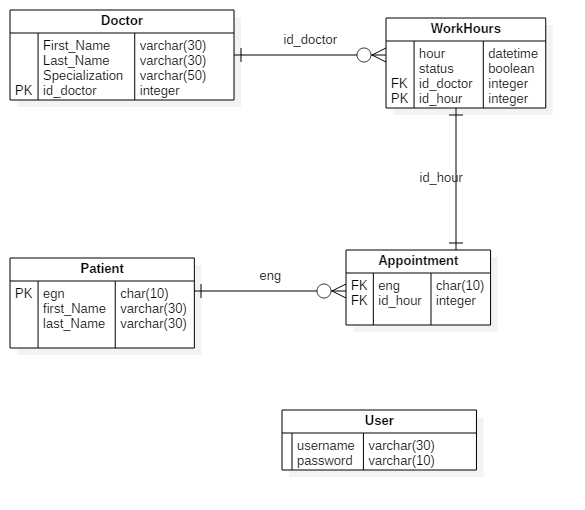 Doctor
First_Name varchar(30)
Last_Name varchar(30)
Specialization varchar(50)
PK id_doctor integer
id_doctor
WorkHours
hour datetime
status boolean
FK id_doctor integer
PK id_hour integer
id_hour
Patient
PK egn char(10)
first_Name varchar(30)
last_Name varchar(30)
eng
Appointment
FK eng char(10)
FK id_hour integer
User
username varchar(30)
password varchar(10)